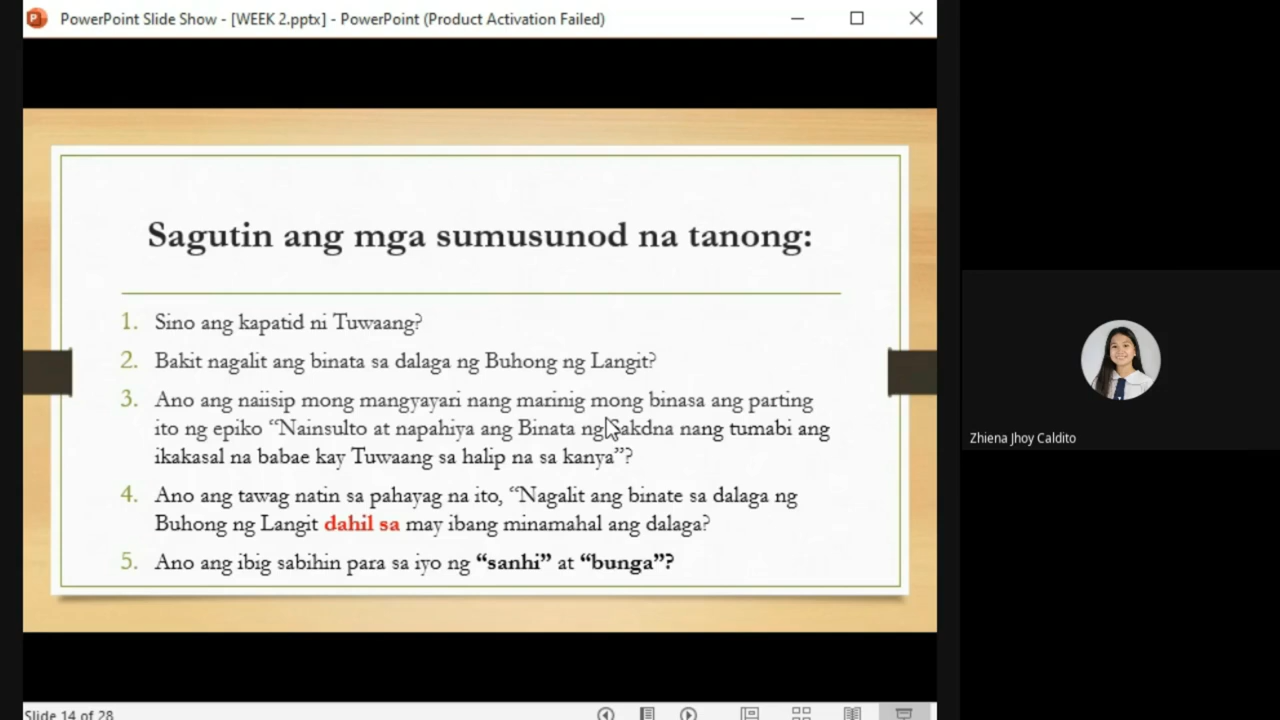 PowerPoint Slide Show - [WEEK 2.pptx] - PowerPoint (Product Activation Failed)
Sagutin ang mga sumusunod na tanong:
1. Sino ang kapatid ni Tuwaang?
2. Bakit nagalit ang binata sa dalaga ng Buhong ng Langit?
3. Ano ang naiisip mong mangyayari nang marinig mong binasa ang parting
ito ng epiko “Nainsulto at napahiya ang Binata ng Sakdna nang tumabi ang
ikakasal na babae kay Tuwaang sa halip na sa kanya”?
4. Ano ang tawag natin sa pahayag na ito, “Nagalit ang binate sa dalaga ng
Buhong ng Langit dahil sa may ibang minamahal ang dalaga?
5. Ano ang ibig sabihin para sa iyo ng “sanhi” at “bunga”?
Zhiena Jhoy Caldito
Slide 14 of 28